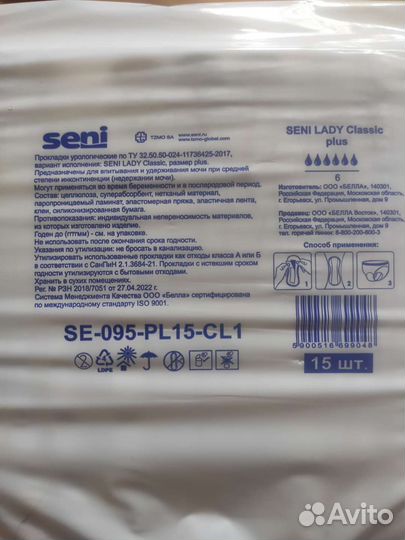 seni
TZMO SA
www.seni.ru
www.tzmo-global.com
Прокладки урологические по ТУ 32.50.50-024-11736425-2017,
вариант исполнения: SENI LADY Classic, размер plus.
Предназначены для впитывания и удерживания мочи при средней
степени инконтиненции (недержании мочи).
Могут применяться во время беременности и в послеродовой период.
Состав: целлюлоза, суперабсорбент, нетканый материал,
паропроницаемый ламинат, эластомерная пряжа, эластичная лента,
клеи, силиконизированная бумага.
Противопоказания: индивидуальная непереносимость материалов,
из которых изготовлено изделие.
Годен до (гггмм) - см. на упаковке.
Не использовать после окончания срока годности.
Указания по утилизации: не бросать в канализацию.
Утилизировать использованные прокладки как отходы класса А или Б
в соответствии с СанПиН 2.1.3684-21. Прокладки с истекшим сроком
годности утилизируются с бытовыми отходами.
Хранить в сухих помещениях.
Рег. № РЗН 2018/7051 от 27.04.2022 г.
Система Менеджмента Качества ООО «Белла» сертифицирована
по международному стандарту ISO 9001.
SE-095-PL15-CL1
LDPE
SENI LADY Classic
plus
6
Изготовитель: ООО «БЕЛЛА», 140301,
Российская Федерация, Московская область,
г. Егорьевск, ул. Промышленная, дом 9
Продавец: ООО «БЕЛЛА Восток», 140301,
Российская Федерация, Московская область,
г. Егорьевск, ул. Промышленная, дом 9
тел. горячей линии: 8-800-200-800-3
Способ применения:
1
2
3
5900516699048
15 шт.
Avito